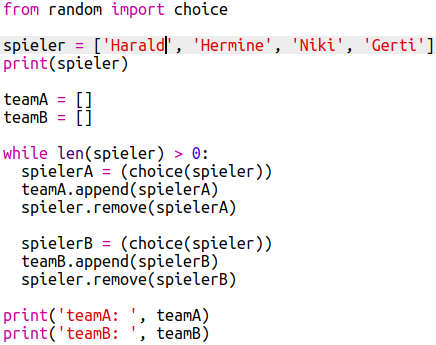 from random import choice
spieler = ['Harald', 'Hermine', 'Niki', 'Gerti']
print(spieler)
teamA = []
teamB = []
while len(spieler) > 0:
  spielerA = (choice(spieler))
  teamA.append(spielerA)
  spieler.remove(spielerA)
  spielerB = (choice(spieler))
  teamB.append(spielerB)
  spieler.remove(spielerB)
print('teamA: ', teamA)
print('teamB: ', teamB)